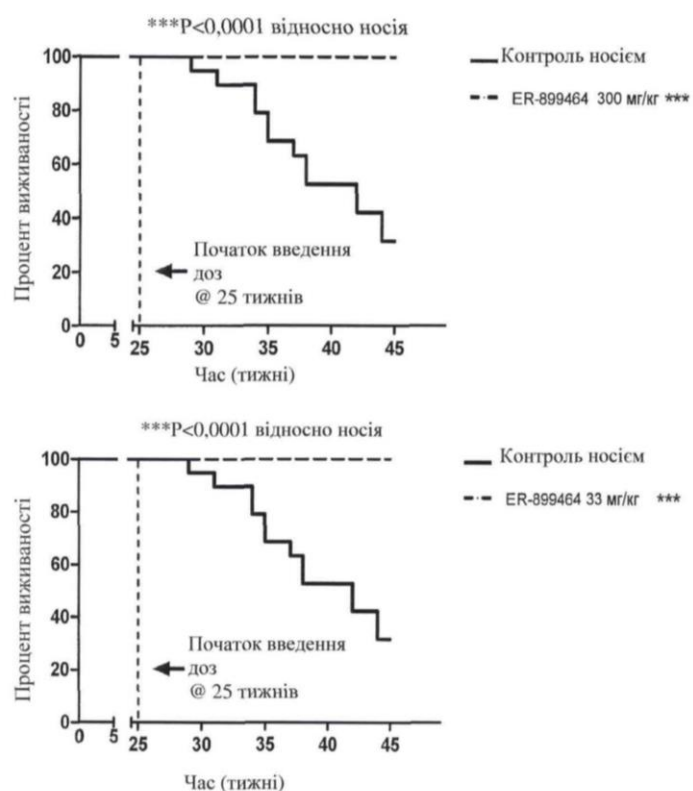 ***P<0,0001 відносно носія
Контроль носієм
ER-899464 300 мг/кг ***
Процент виживаності
100
80
60
40
20
0
Початок введення
доз
@ 25 тижнів
0 5 25 30 35 40 45
Час (тижні)
***P<0,0001 відносно носія
Контроль носієм
ER-899464 33 мг/кг ***
Процент виживаності
100
80
60
40
20
0
Початок введення
доз
@ 25 тижнів
0 5 25 30 35 40 45
Час (тижні)